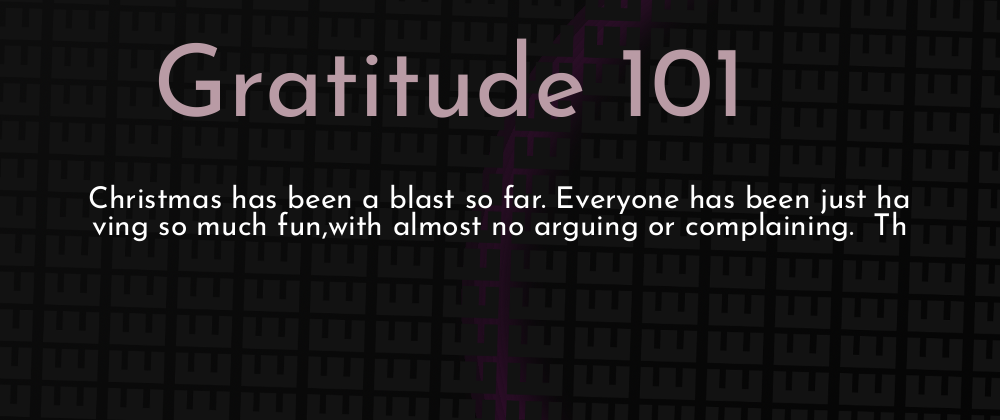 Gratitude 101
Christmas has been a blast so far. Everyone has been just ha
ving so much fun,with almost no arguing or complaining.  Th